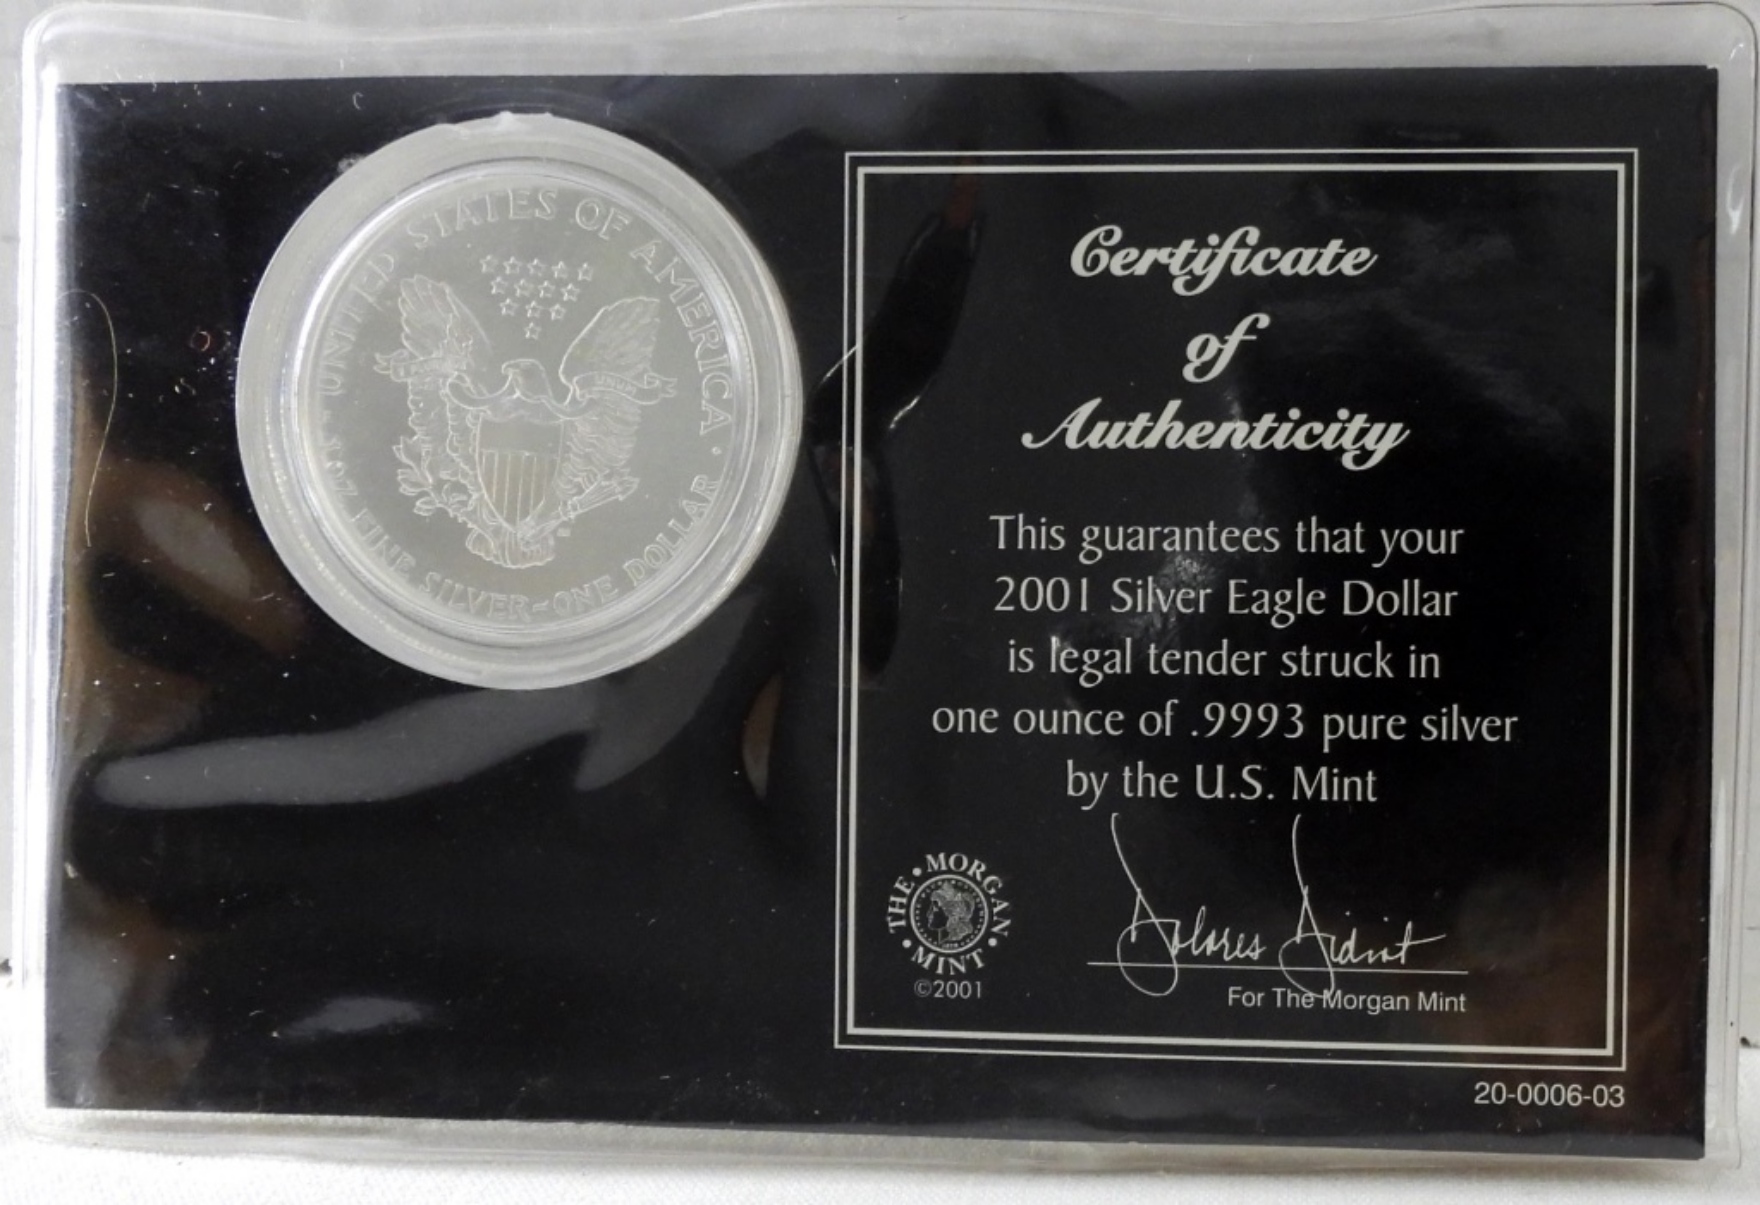 UNITED STATES OF AMERICA · 
1 OZ. FINE SILVER~ONE DOLLAR
UNUM
Certificate
of
Authenticity
This guarantees that your
2001 Silver Eagle Dollar
is legal tender struck in
one ounce of .9993 pure silver
by the U.S. Mint
THE • MORGAN • MINT •
©2001
Dolores
For The Morgan Mint
20-0006-03